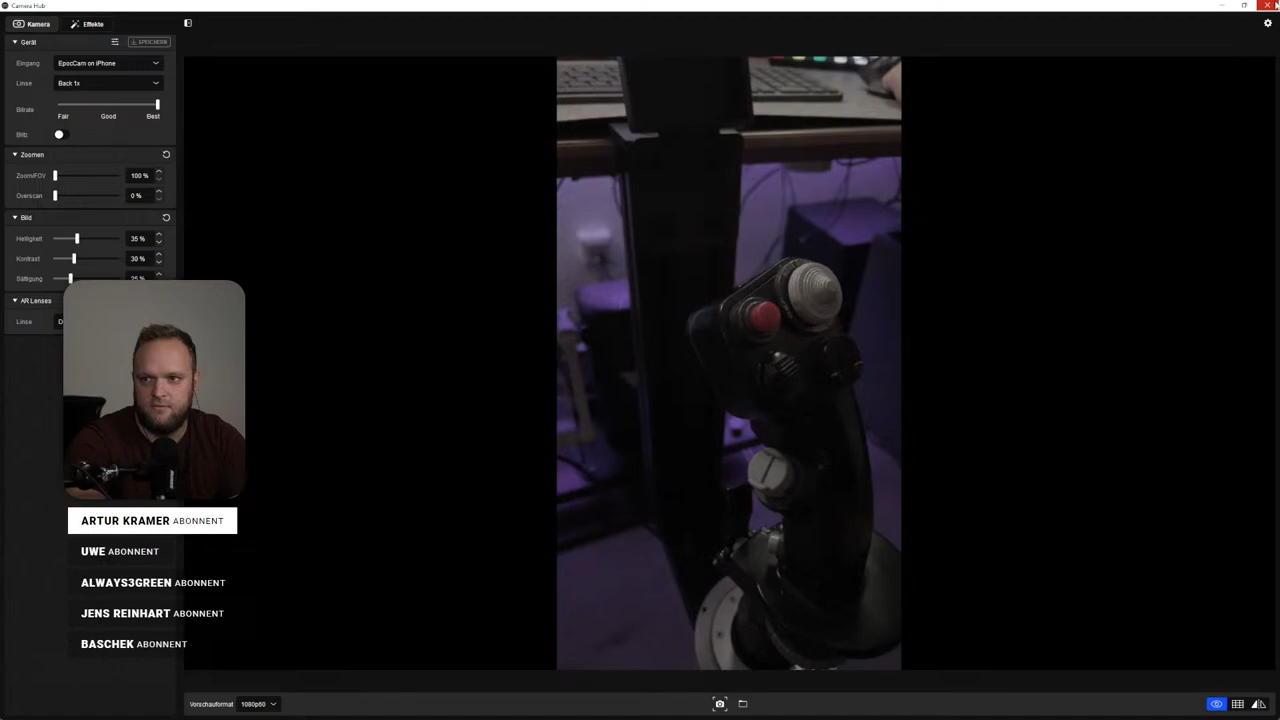 Camera Hub
Kamera
Effekte
Gerät
SPEICHERN
Eingang
EpocCam on iPhone
Linse
Back 1x
Bitrate
Fair
Good
Best
Blitz
Zoomen
Zoom/FOV
100 %
Overscan
0 %
Bild
Helligkeit
35 %
Kontrast
30 %
Sättigung
25 %
AR Lenses
Linse
ARTUR KRAMER ABONNENT
UWE ABONNENT
ALWAYS3GREEN ABONNENT
JENS REINHART ABONNENT
BASCHEK ABONNENT
Vorschauformat
1080p60